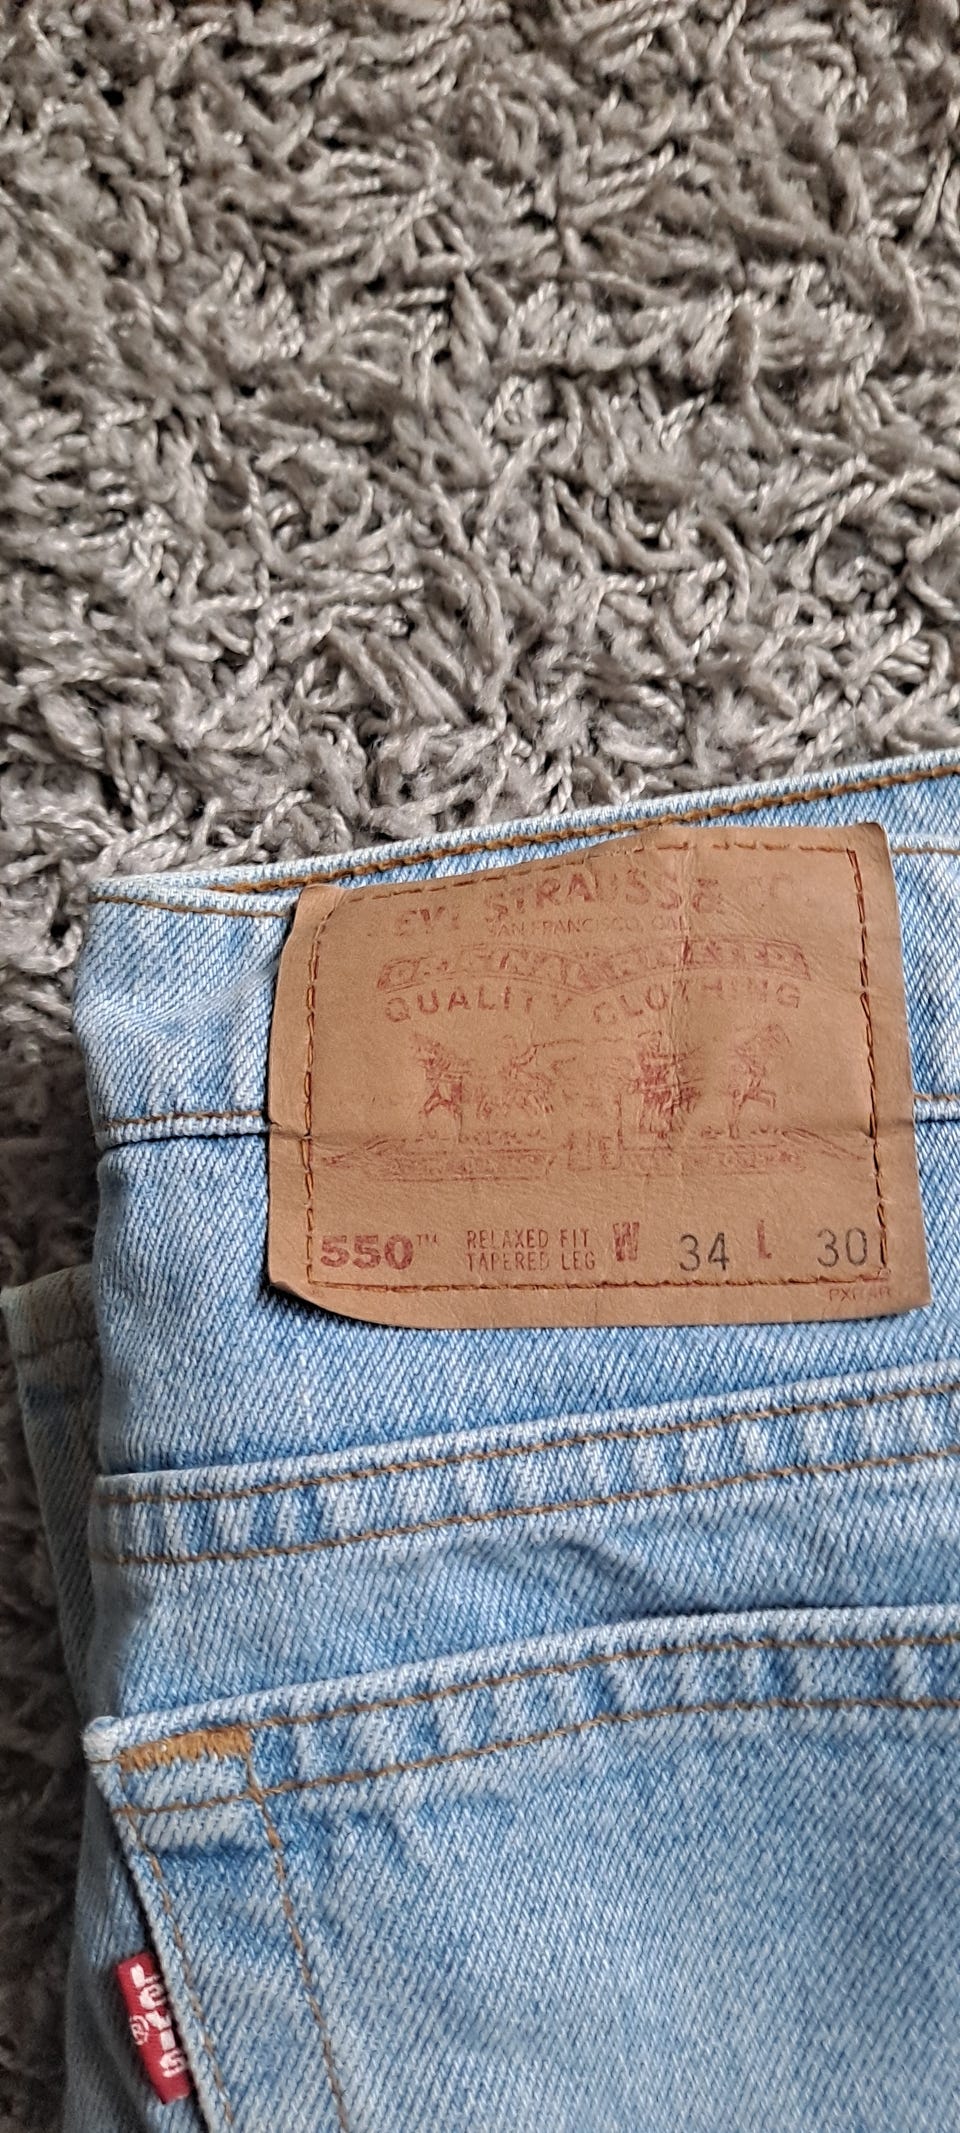 LEVI STRAUSS & CO
SAN FRANCISCO, CAL
QUALITY CLOTHING
550™ RELAXED FIT W 34 L 30
TAPERED LEG
LEVI'S
®